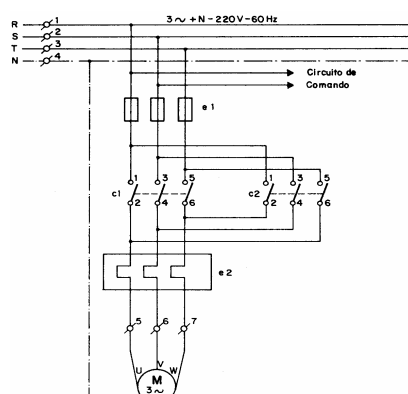 3 ~ + N - 220V - 60 Hz
R 1
S 2
T 3
N 4
Circuito de
Comando
e 1
1 3 5
1 3 5
c1
c2
2 4 6
2 4 6
e 2
5 6 7
U V W
M
3 ~